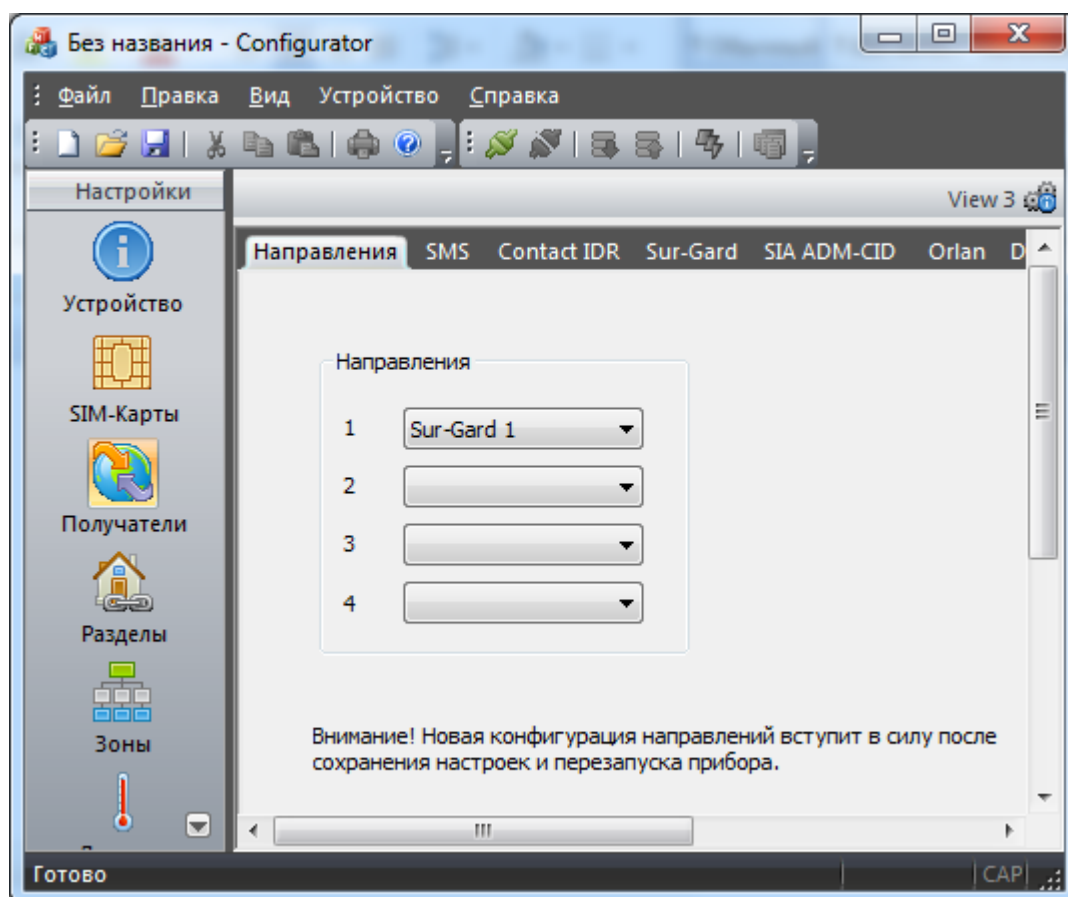 Без названия - Configurator
Файл Правка Вид Устройство Справка
Настройки
View 3
Направления SMS Contact IDR Sur-Gard SIA ADM-CID Orlan D
Устройство
SIM-Карты
Получатели
Разделы
Зоны
Направления
1 Sur-Gard 1
2
3
4
Внимание! Новая конфигурация направлений вступит в силу после
сохранения настроек и перезапуска прибора.
Готово
CAP